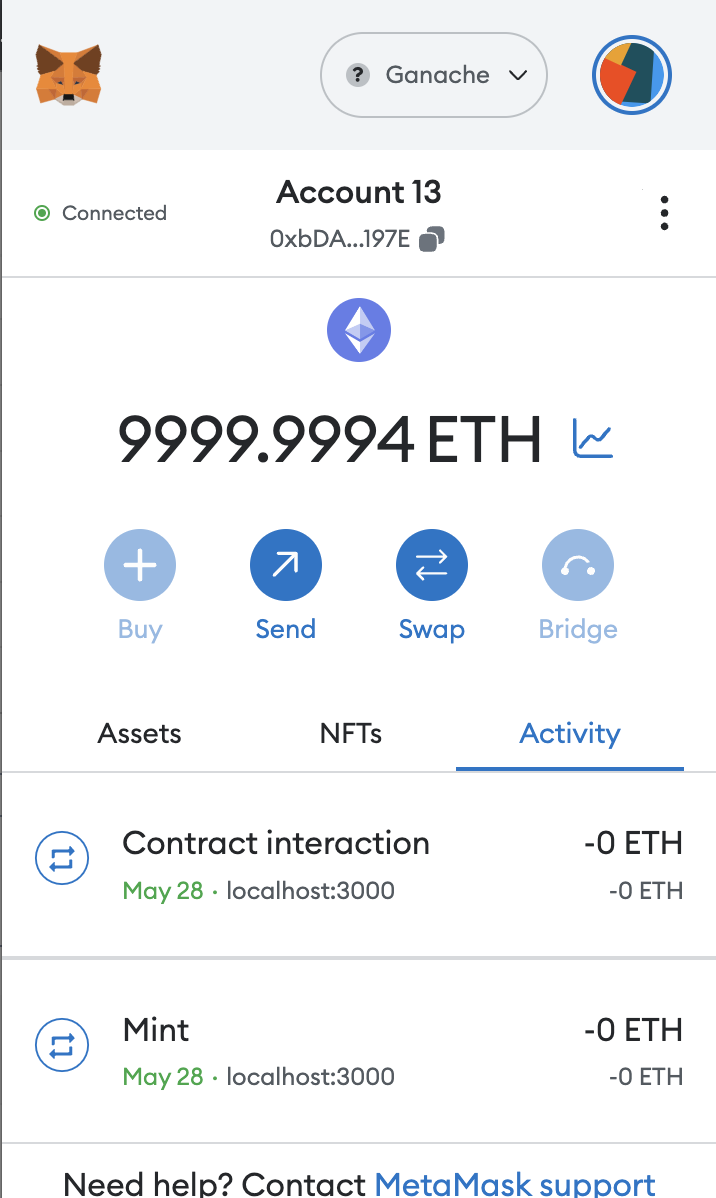 ? Ganache
Connected
Account 13
0xbDA...197E
9999.9994 ETH
Buy Send Swap Bridge
Assets NFTs Activity
Contract interaction -0 ETH
May 28 · localhost:3000 -0 ETH
Mint -0 ETH
May 28 · localhost:3000 -0 ETH
Need help? Contact MetaMask support